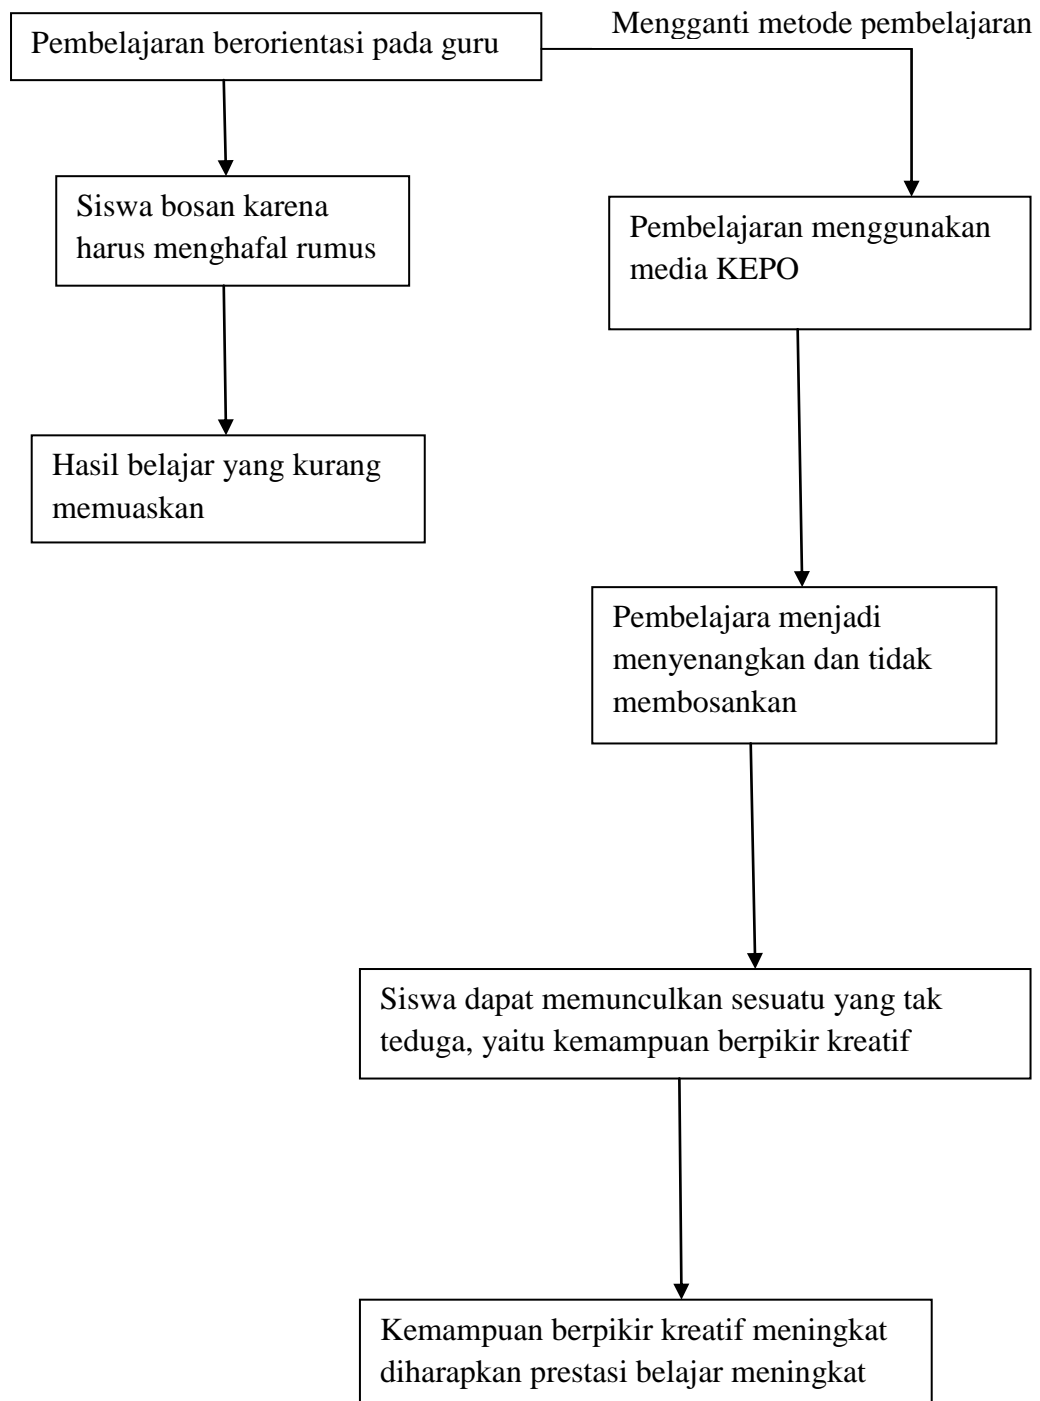 Pembelajaran berorientasi pada guru
Mengganti metode pembelajaran
Siswa bosan karena
harus menghafal rumus
Pembelajaran menggunakan
media KEPO
Hasil belajar yang kurang
memuaskan
Pembelajara menjadi
menyenangkan dan tidak
membosankan
Siswa dapat memunculkan sesuatu yang tak
teduga, yaitu kemampuan berpikir kreatif
Kemampuan berpikir kreatif meningkat
diharapkan prestasi belajar meningkat